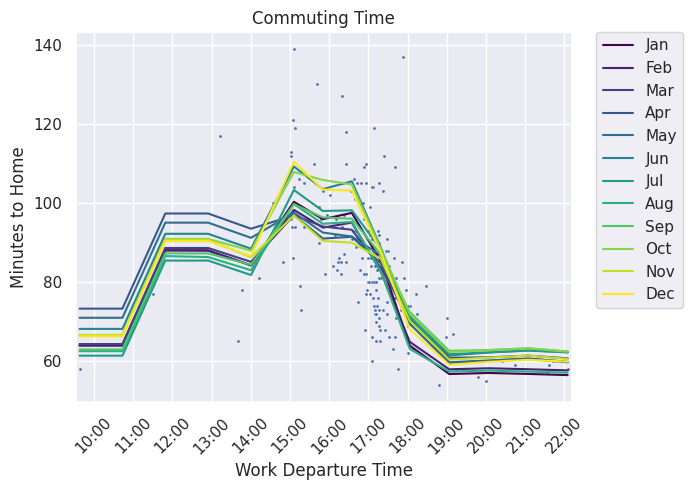 Commuting Time
Minutes to Home
140
120
100
80
60
10:00
11:00
12:00
13:00
14:00
15:00
16:00
17:00
18:00
19:00
20:00
21:00
22:00
Work Departure Time
Jan
Feb
Mar
Apr
May
Jun
Jul
Aug
Sep
Oct
Nov
Dec